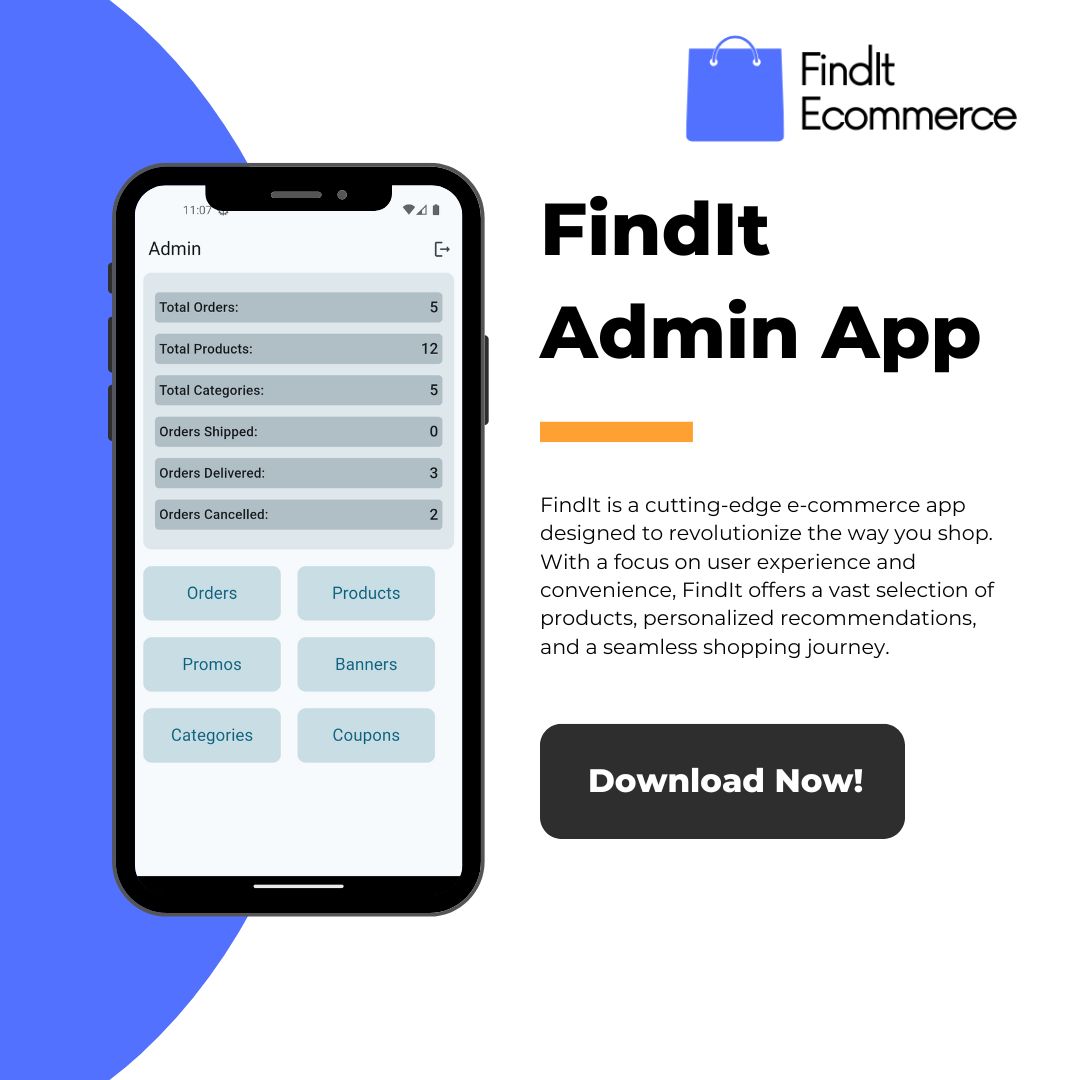 FindIt
Ecommerce
11:07
Admin
Total Orders: 5
Total Products: 12
Total Categories: 5
Orders Shipped: 0
Orders Delivered: 3
Orders Cancelled: 2
Orders Products
Promos Banners
Categories Coupons
FindIt
Admin App
FindIt is a cutting-edge e-commerce app
designed to revolutionize the way you shop.
With a focus on user experience and
convenience, FindIt offers a vast selection of
products, personalized recommendations,
and a seamless shopping journey.
Download Now!